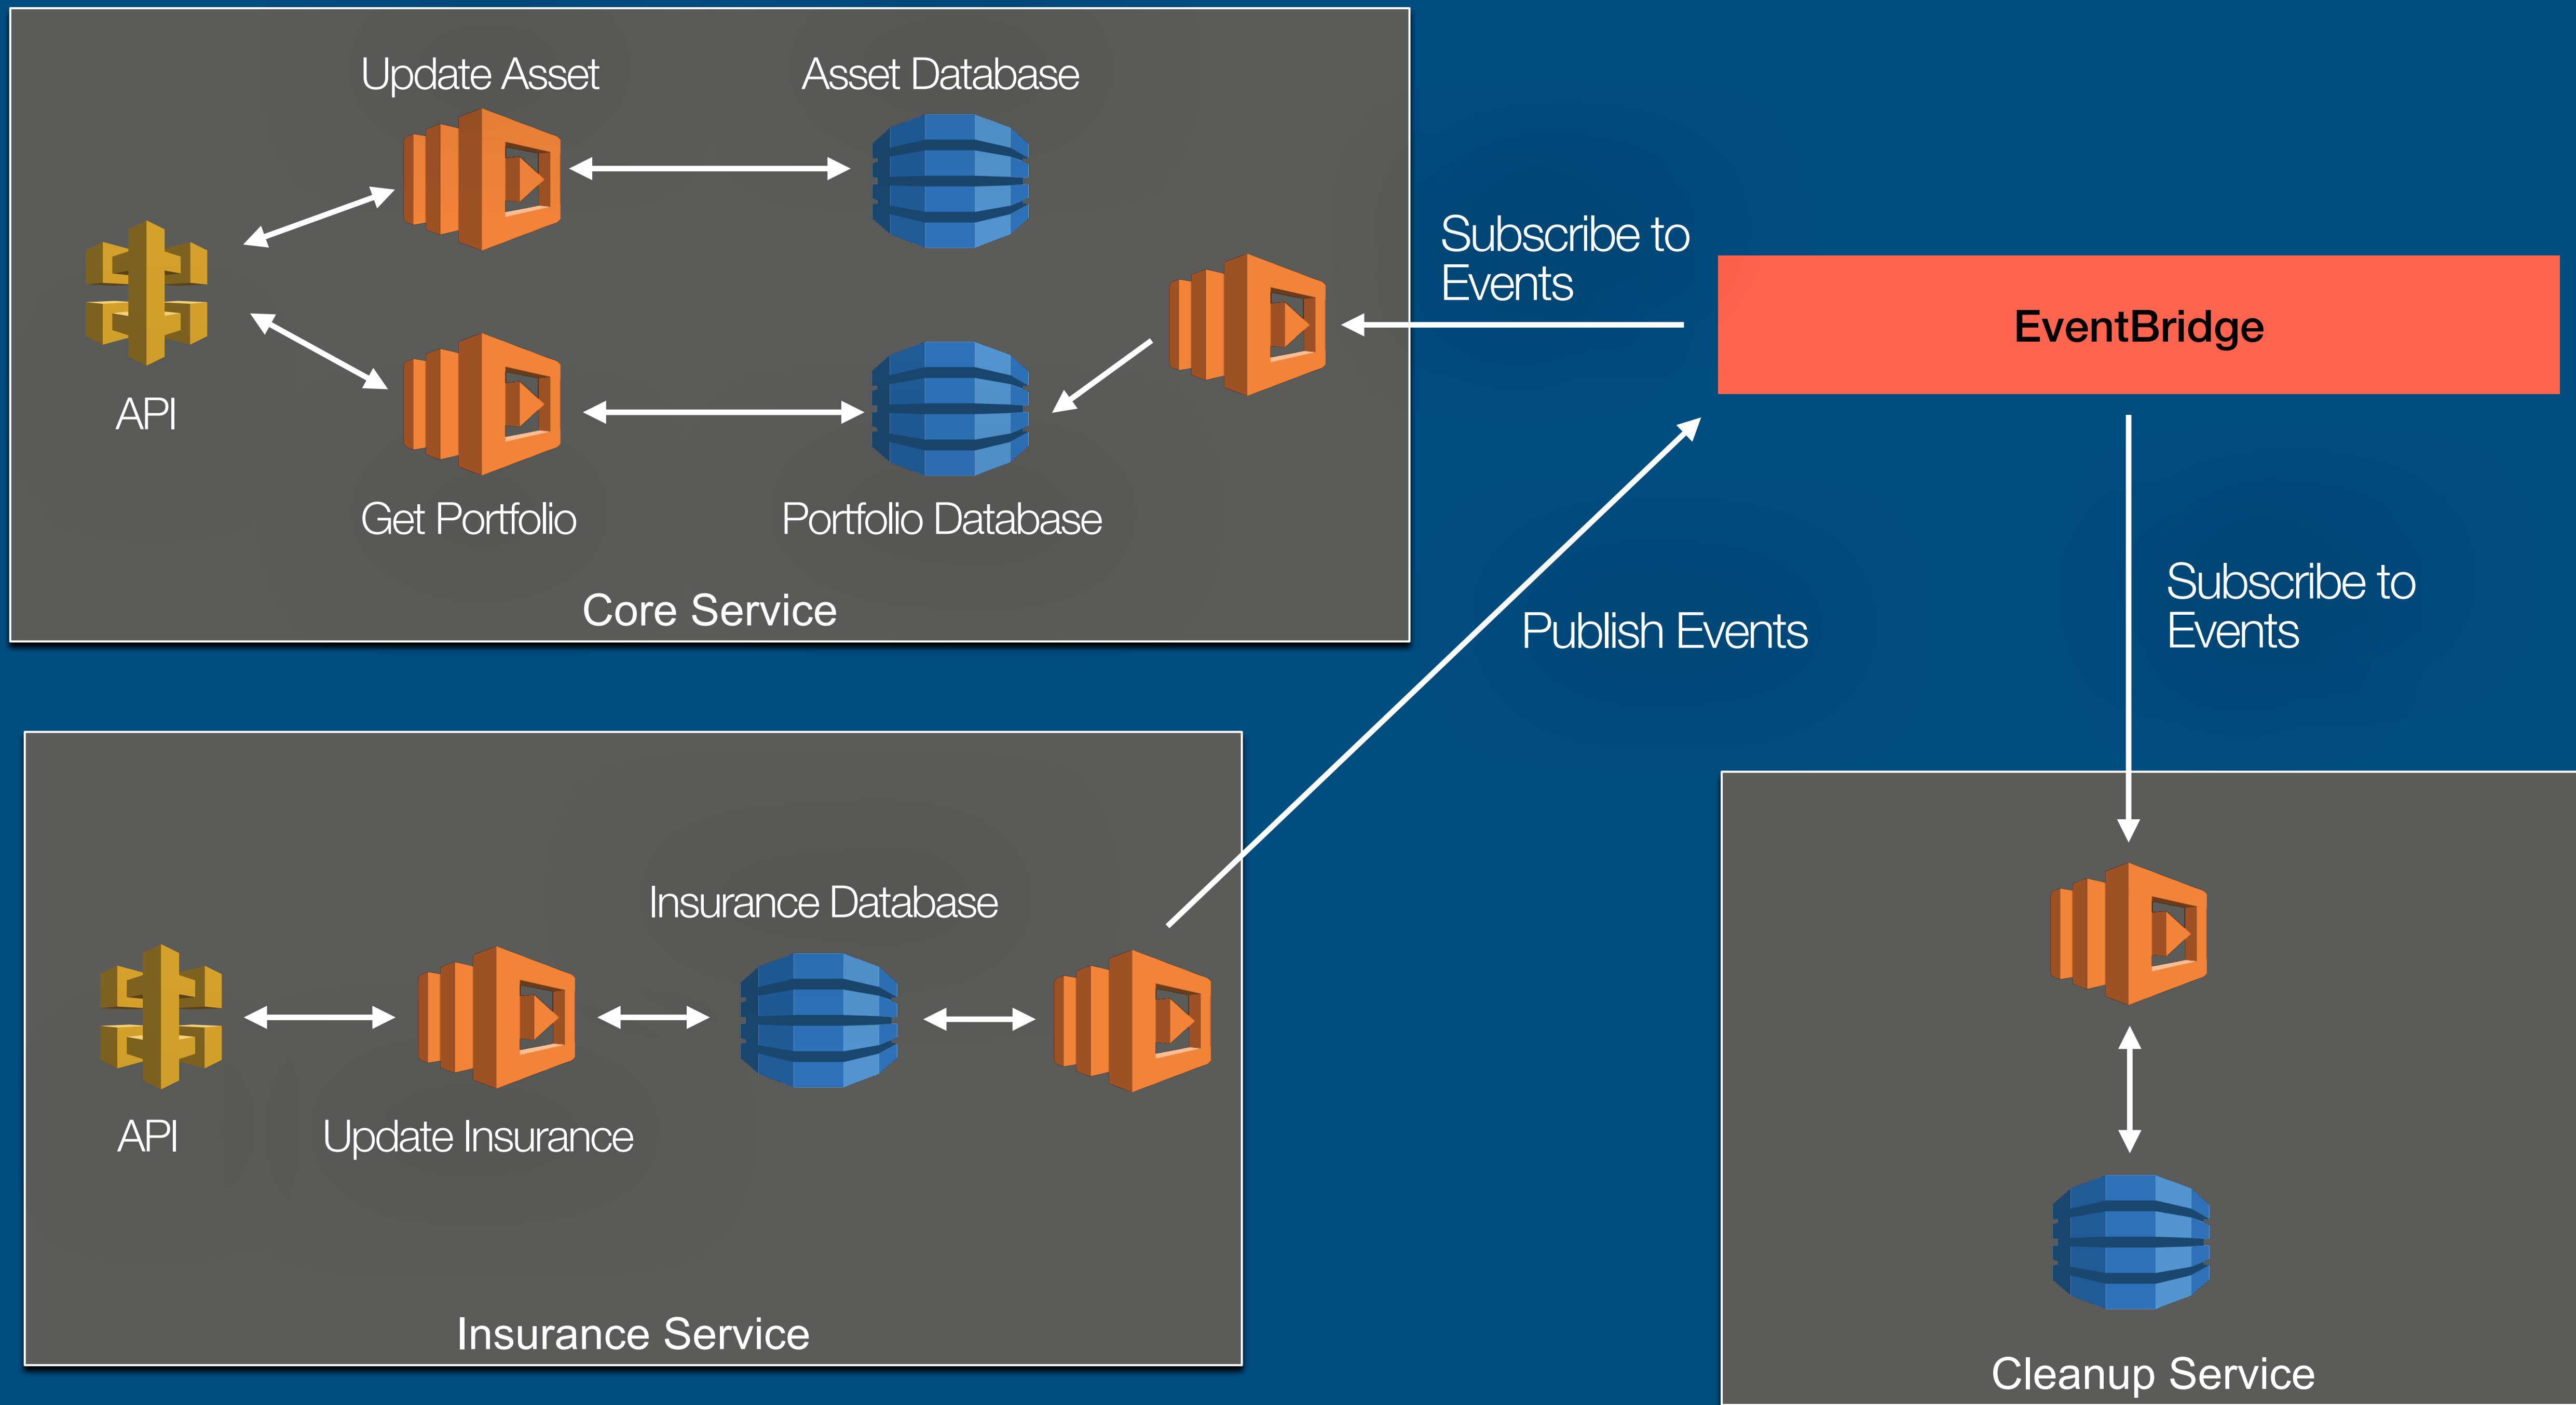 Update Asset
Asset Database
API
Get Portfolio
Portfolio Database
Core Service
Subscribe to
Events
EventBridge
Publish Events
Subscribe to
Events
Insurance Database
API
Update Insurance
Insurance Service
Cleanup Service